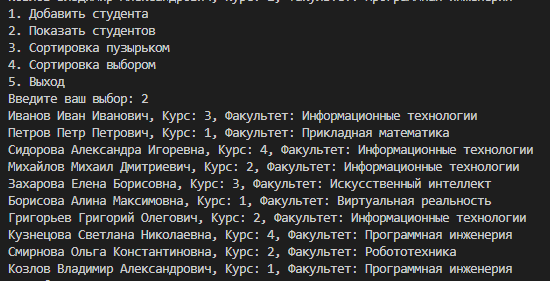 1. Добавить студента
2. Показать студентов
3. Сортировка пузырьком
4. Сортировка выбором
5. Выход
Введите ваш выбор: 2
Иванов Иван Иванович, Курс: 3, Факультет: Информационные технологии
Петров Петр Петрович, Курс: 1, Факультет: Прикладная математика
Сидорова Александра Игоревна, Курс: 4, Факультет: Информационные технологии
Михайлов Михаил Дмитриевич, Курс: 2, Факультет: Информационные технологии
Захарова Елена Борисовна, Курс: 3, Факультет: Искусственный интеллект
Борисова Алина Максимовна, Курс: 1, Факультет: Виртуальная реальность
Григорьев Григорий Олегович, Курс: 2, Факультет: Информационные технологии
Кузнецова Светлана Николаевна, Курс: 4, Факультет: Программная инженерия
Смирнова Ольга Константиновна, Курс: 2, Факультет: Робототехника
Козлов Владимир Александрович, Курс: 1, Факультет: Программная инженерия